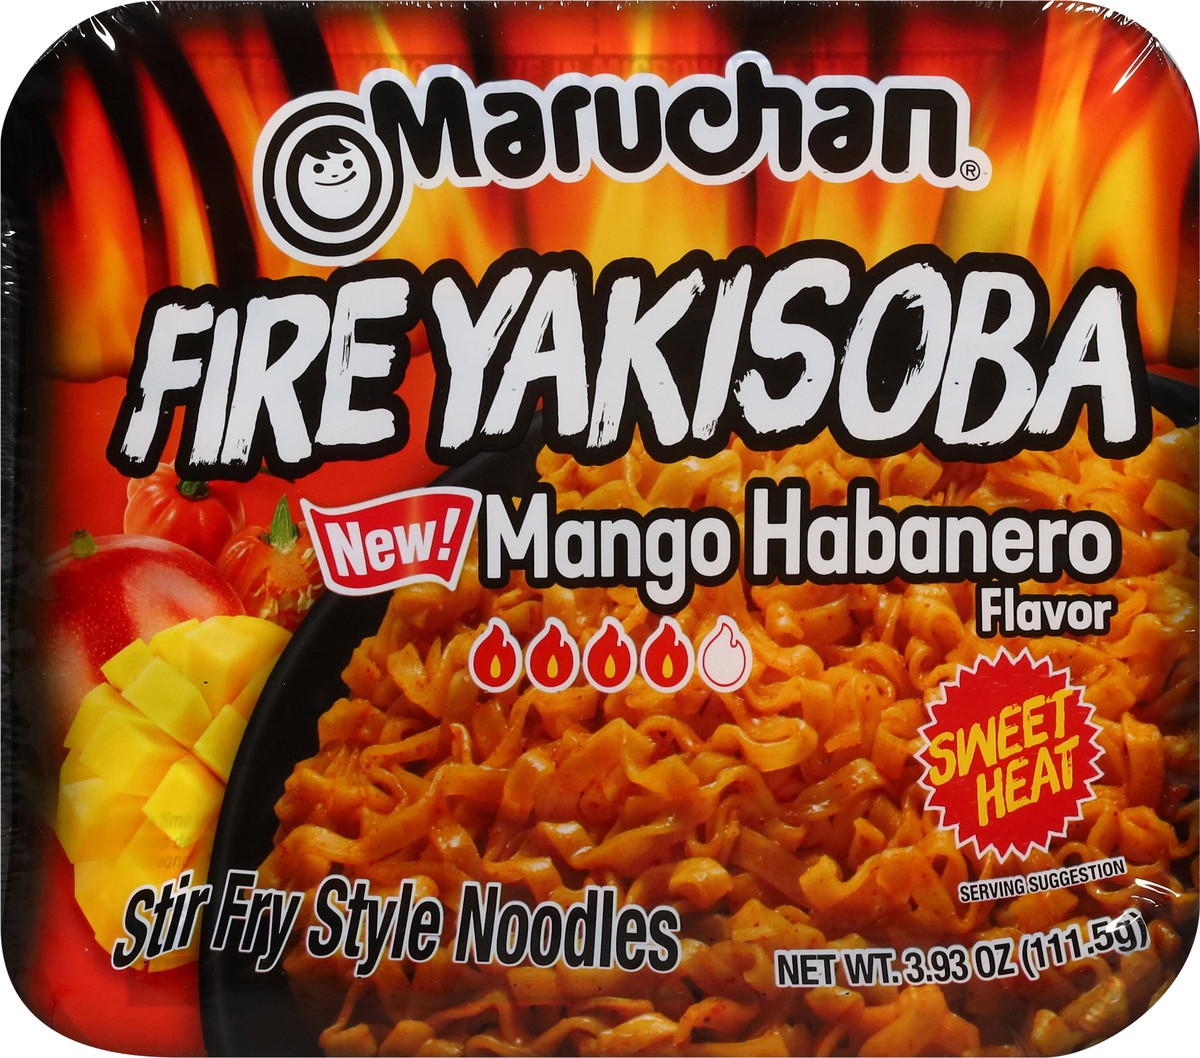 Maruchan®
FIRE YAKISOBA
New! Mango Habanero
Flavor
SWEET
HEAT
SERVING SUGGESTION
Stir Fry Style Noodles
NET WT. 3.93 OZ (111.5g)